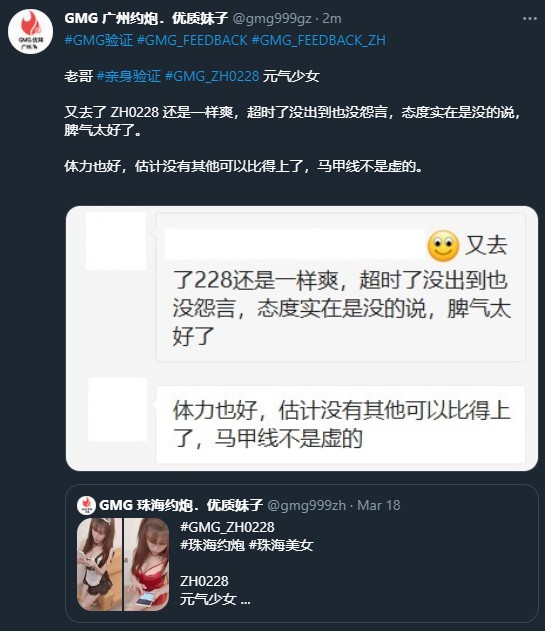 GMG 广州约炮．优质妹子 @gmg999gz · 2m
#GMG验证 #GMG_FEEDBACK #GMG_FEEDBACK_ZH
老哥 #亲身验证 #GMG_ZH0228 元气少女
又去了 ZH0228 还是一样爽，超时了没出到也没怨言，态度实在是没的说，
脾气太好了。
体力也好，估计没有其他可以比得上了，马甲线不是虚的。
又去
了228还是一样爽，超时了没出到也
没怨言，态度实在是没的说，脾气太
好了
体力也好，估计没有其他可以比得上
了，马甲线不是虚的
GMG 珠海约炮．优质妹子 @gmg999zh · Mar 18
#GMG_ZH0228
#珠海约炮 #珠海美女
ZH0228
元气少女 ...